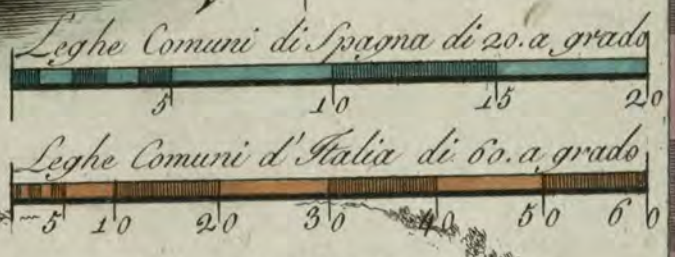 Leghe Comuni di Spagna di 20. a grado
5 10 15 20
Leghe Comuni d'Italia di 60. a grado
5 10 20 30 40 50 60